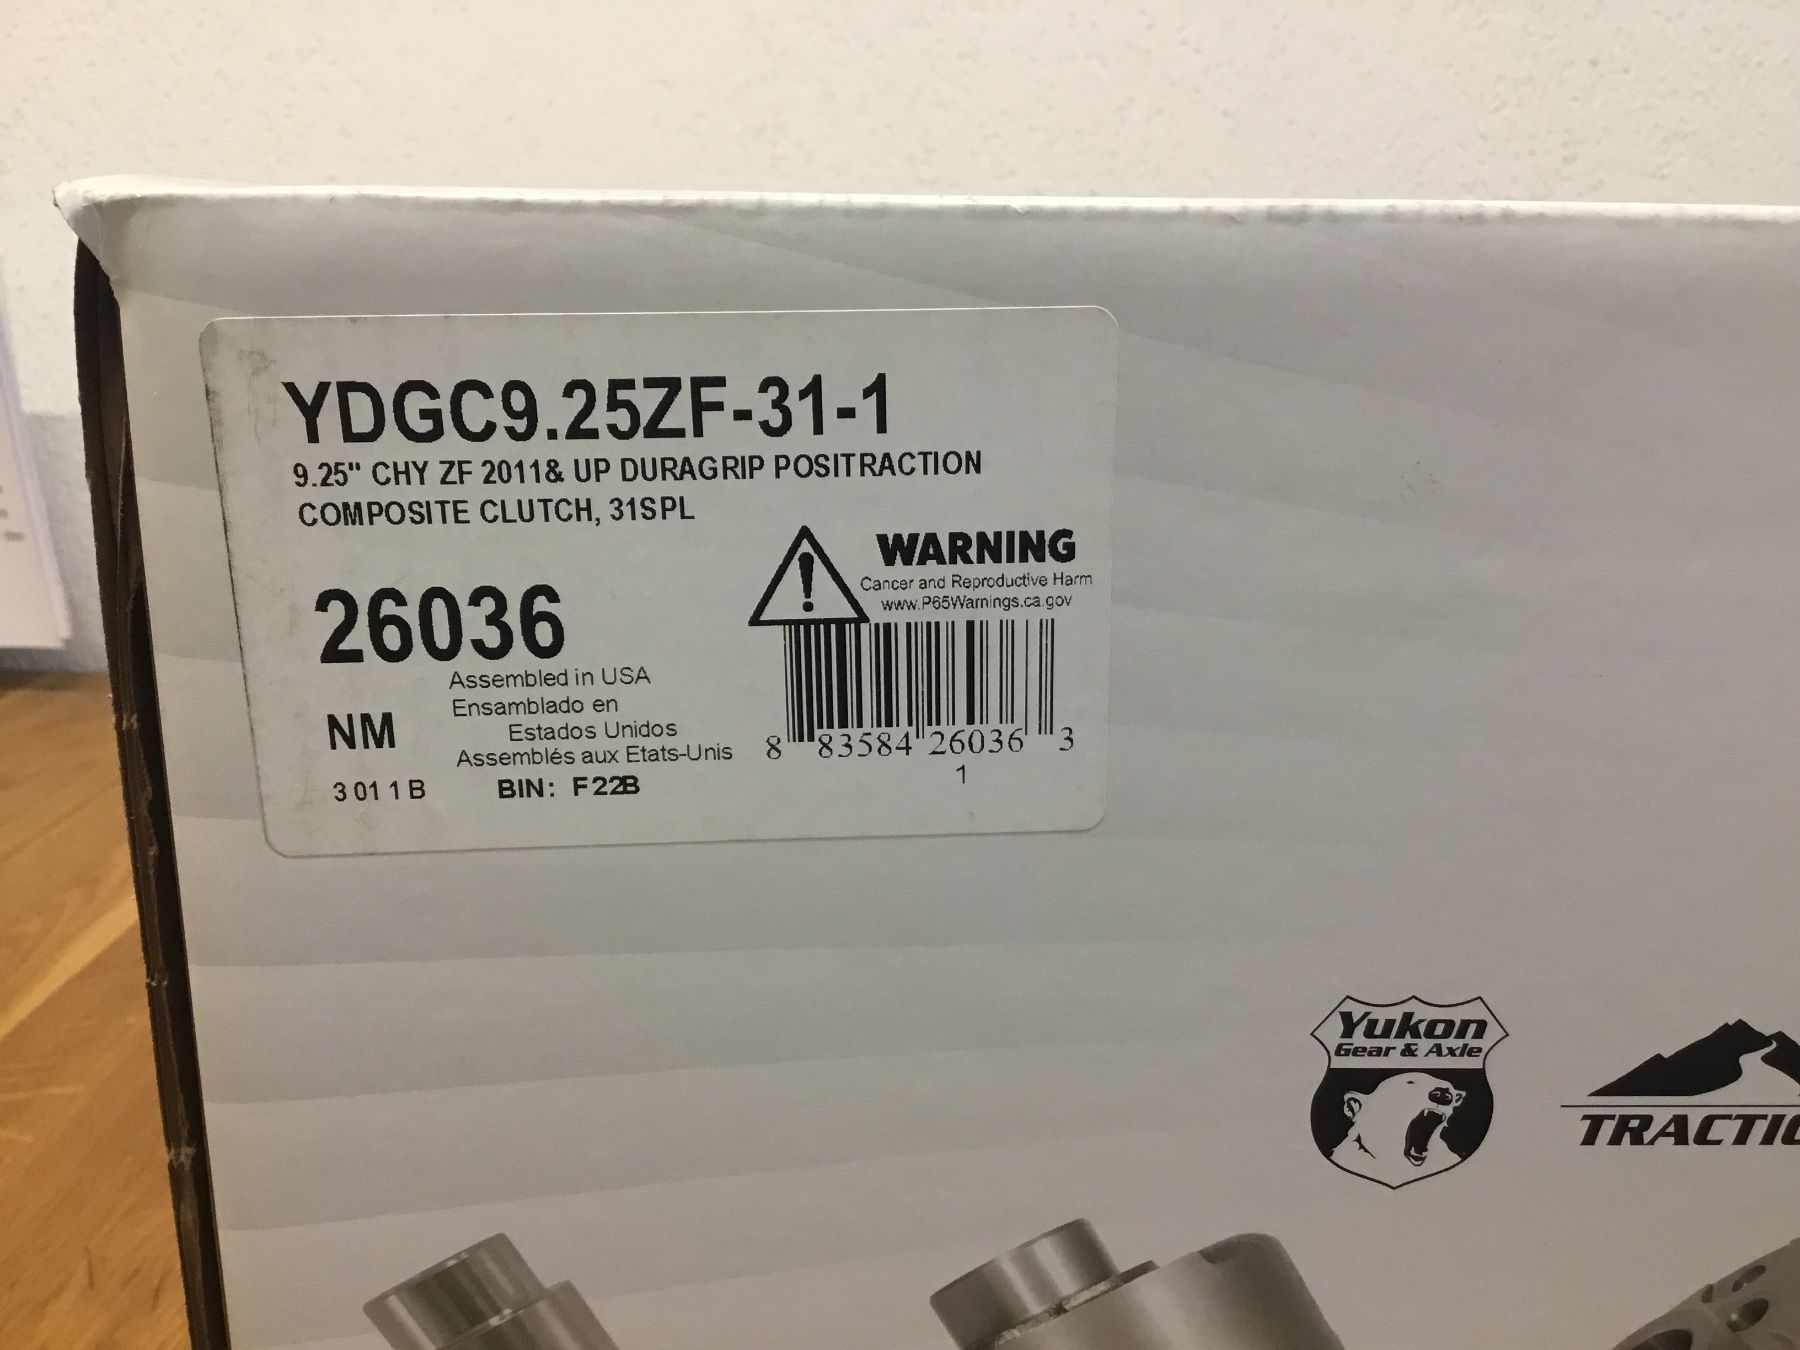 YDGC9.25ZF-31-1
9.25" CHY ZF 2011& UP DURAGRIP POSITRACTION
COMPOSITE CLUTCH, 31SPL
WARNING
Cancer and Reproductive Harm
www.P65Warnings.ca.gov
26036
Assembled in USA
Ensamblado en
Estados Unidos
Assemblés aux Etats-Unis
NM
3011B
BIN: F22B
8 83584 26036 3
1
Yukon
Gear & Axle
TRACTIO